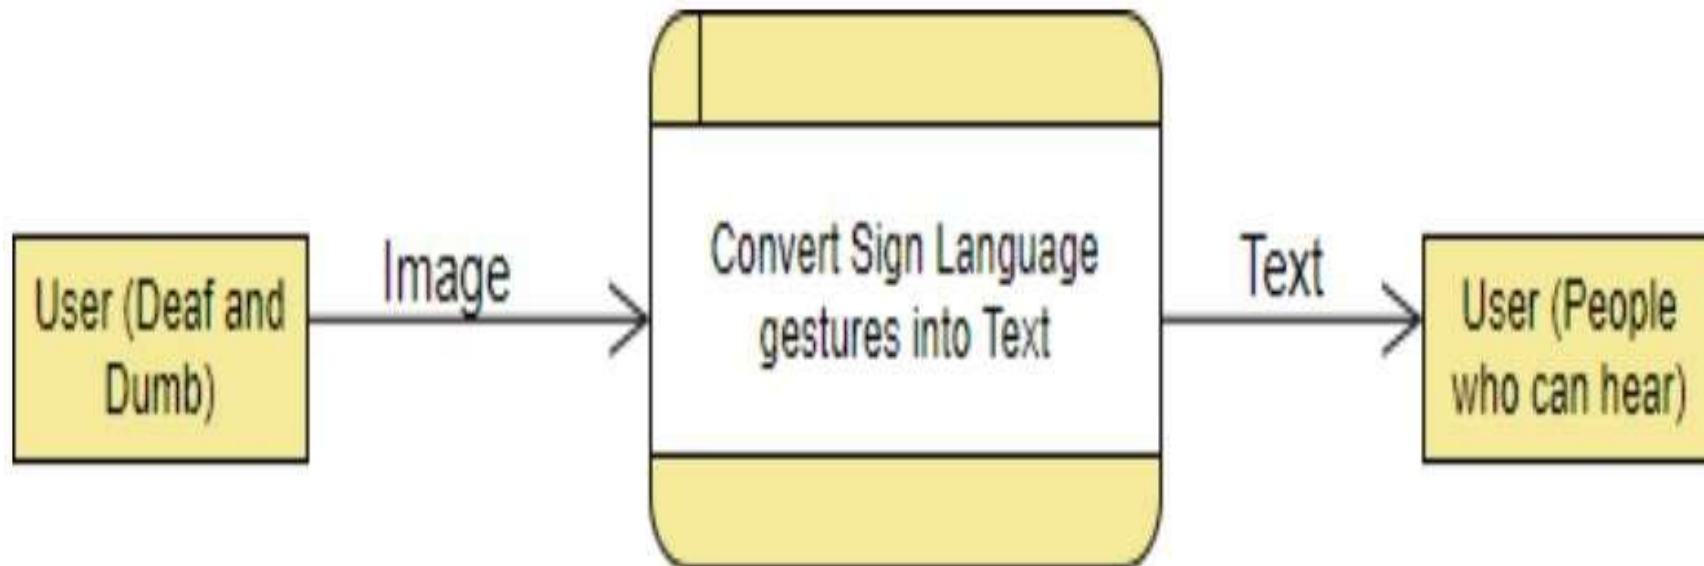 User (Deaf and
Dumb)
Image
Convert Sign Language
gestures into Text
Text
User (People
who can hear)